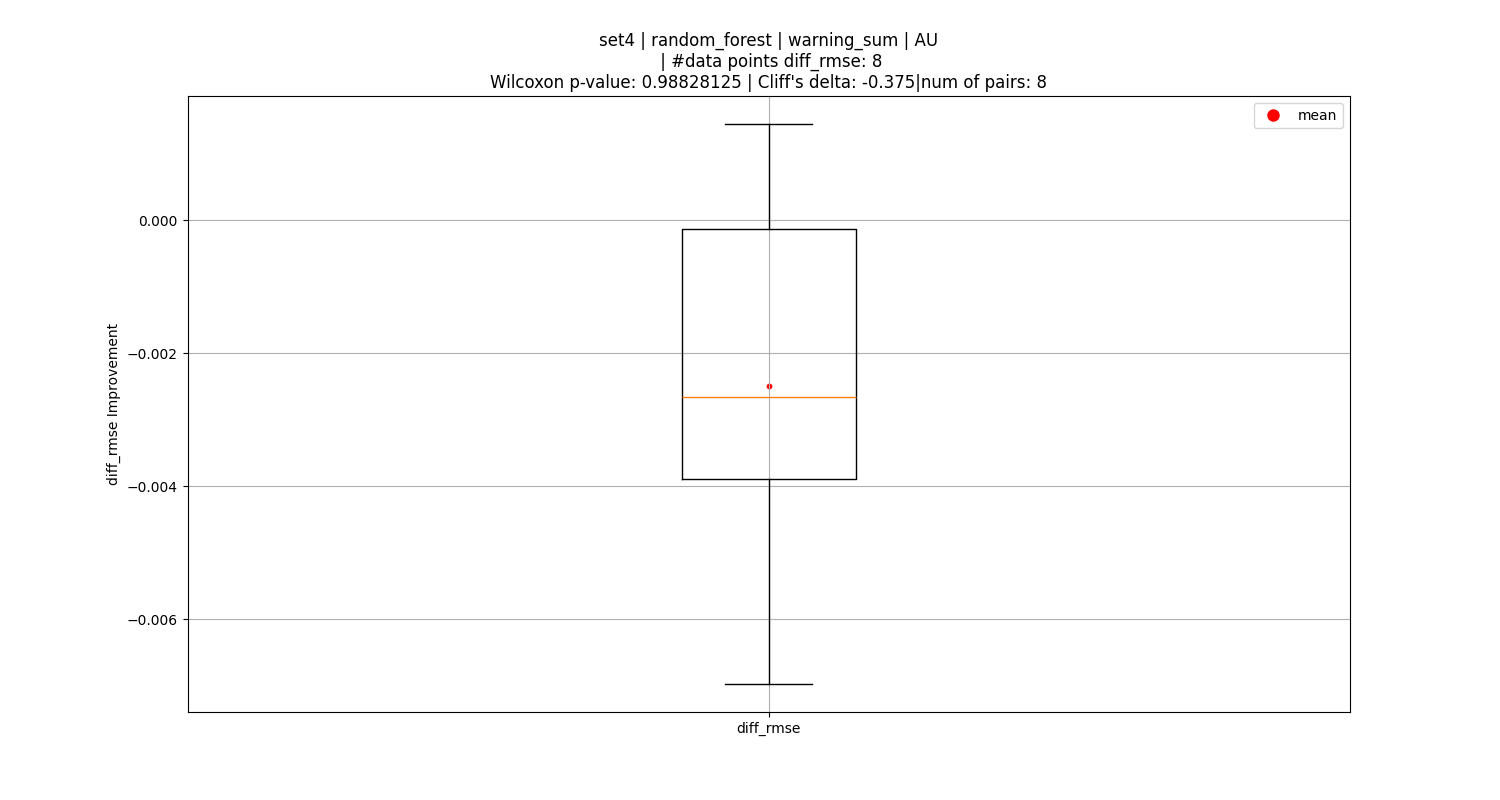 set4 | random_forest | warning_sum | AU
| #data points diff_rmse: 8
Wilcoxon p-value: 0.98828125 | Cliff's delta: -0.375|num of pairs: 8
mean
0.000
−0.002
−0.004
−0.006
diff_rmse Improvement
diff_rmse